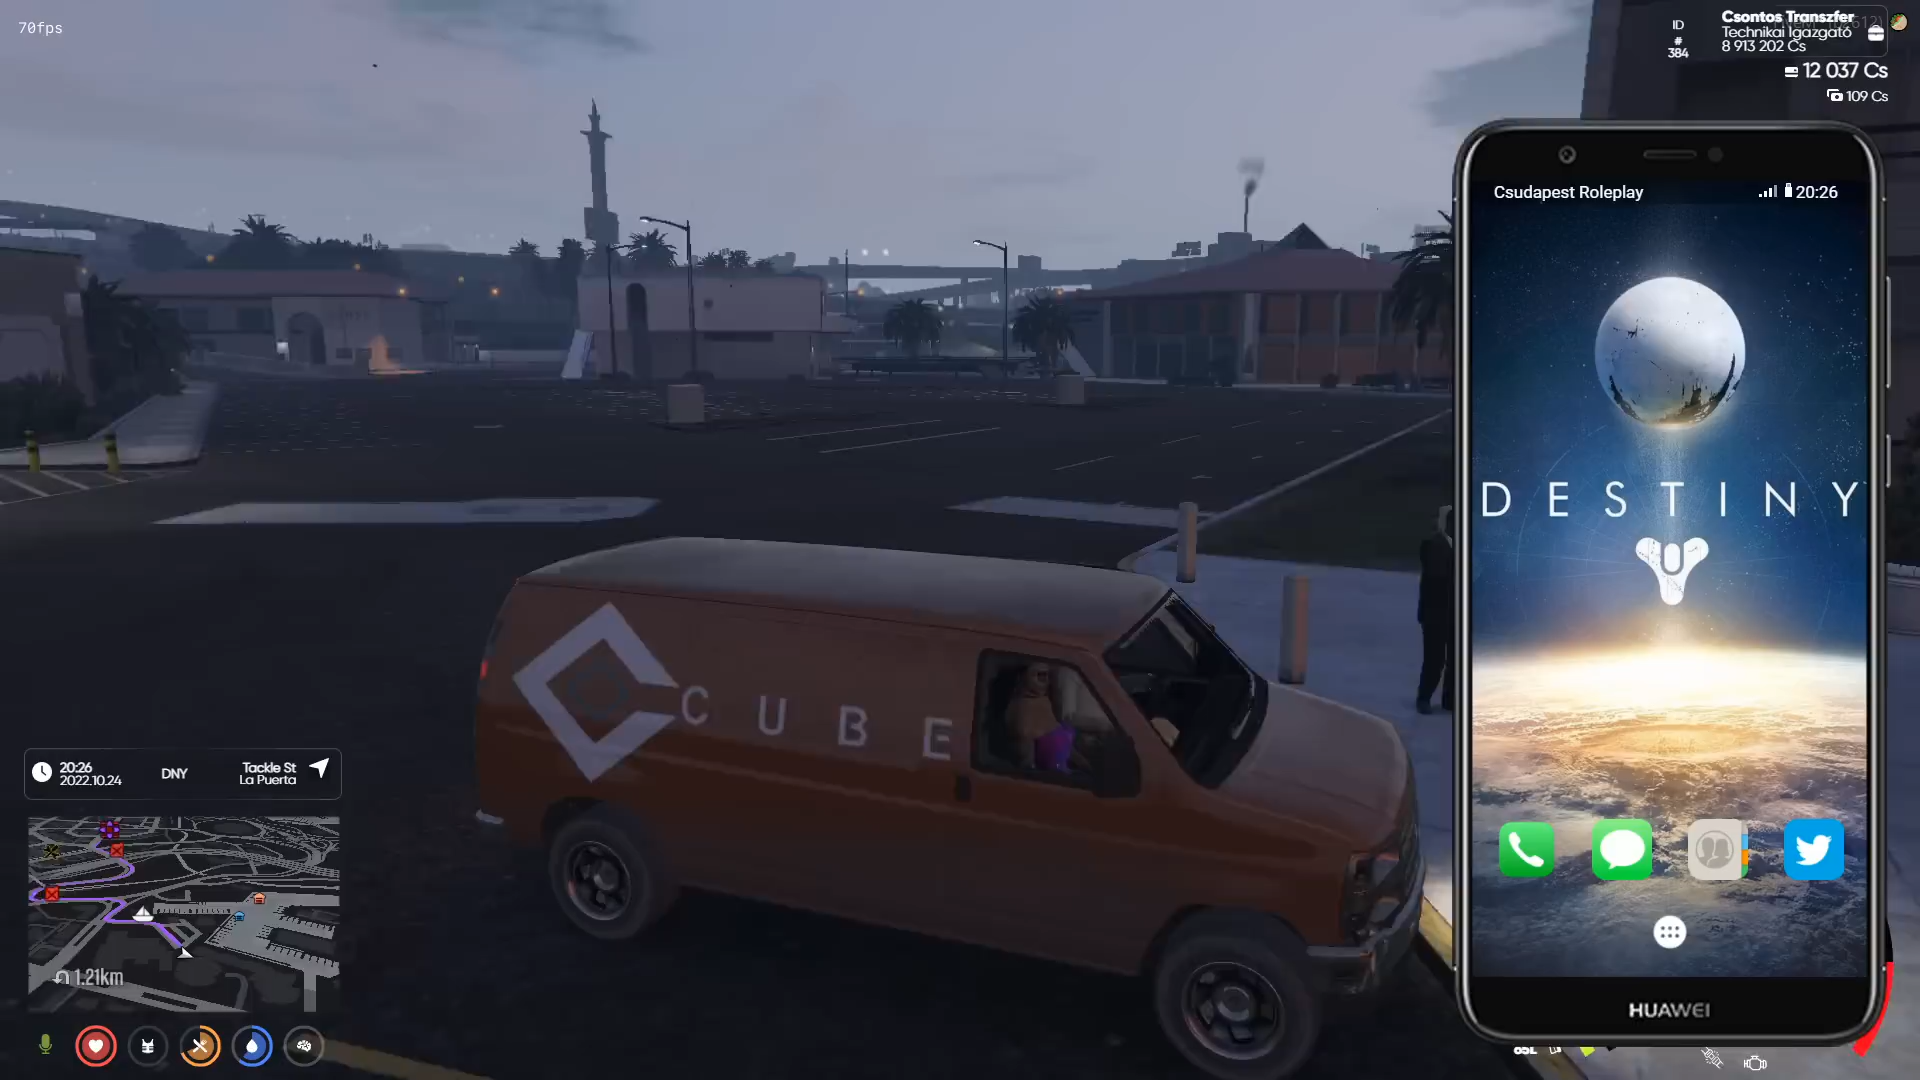 70fps
ID
#
384
Csontos Transzfer
Technikai Igazgató
8 913 202 Cs
12 037 Cs
109 Cs
Csudapest Roleplay
20:26
DESTINY
CUBE
20:26
2022.10.24
DNY
Tackle St
La Puerta
1.21km
HUAWEI
65L